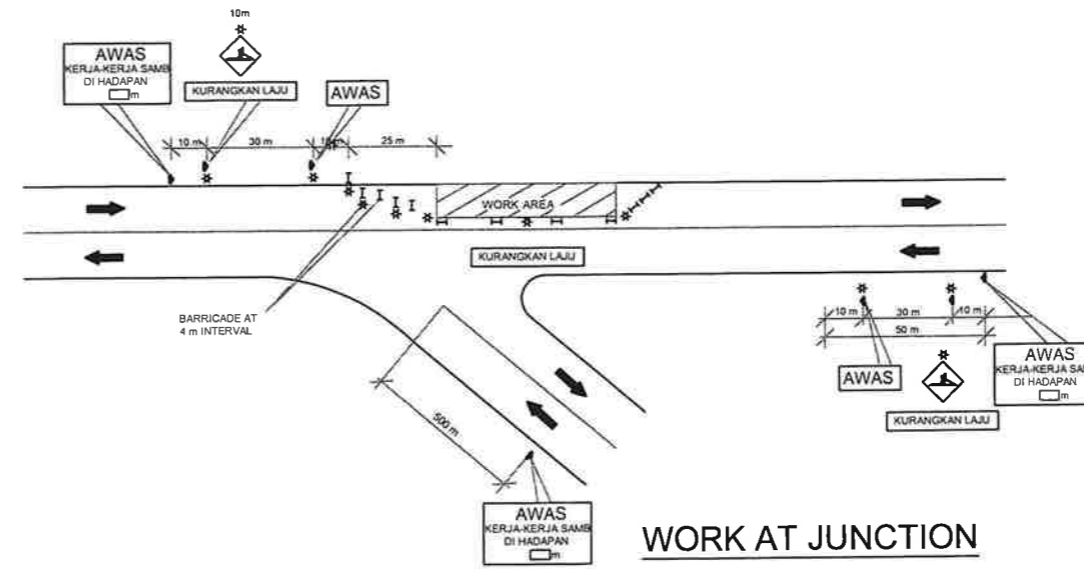 10m
AWAS
KERJA-KERJA SAMB
DI HADAPAN
m
KURANGKAN LAJU
AWAS
10 m
30 m
10 m
25 m
WORK AREA
KURANGKAN LAJU
BARRICADE AT
4 m INTERVAL
10 m
30 m
10 m
50 m
AWAS
KURANGKAN LAJU
AWAS
KERJA-KERJA SA
DI HADAPAN
m
500 m
AWAS
KERJA-KERJA SAMB
DI HADAPAN
m
WORK AT JUNCTION